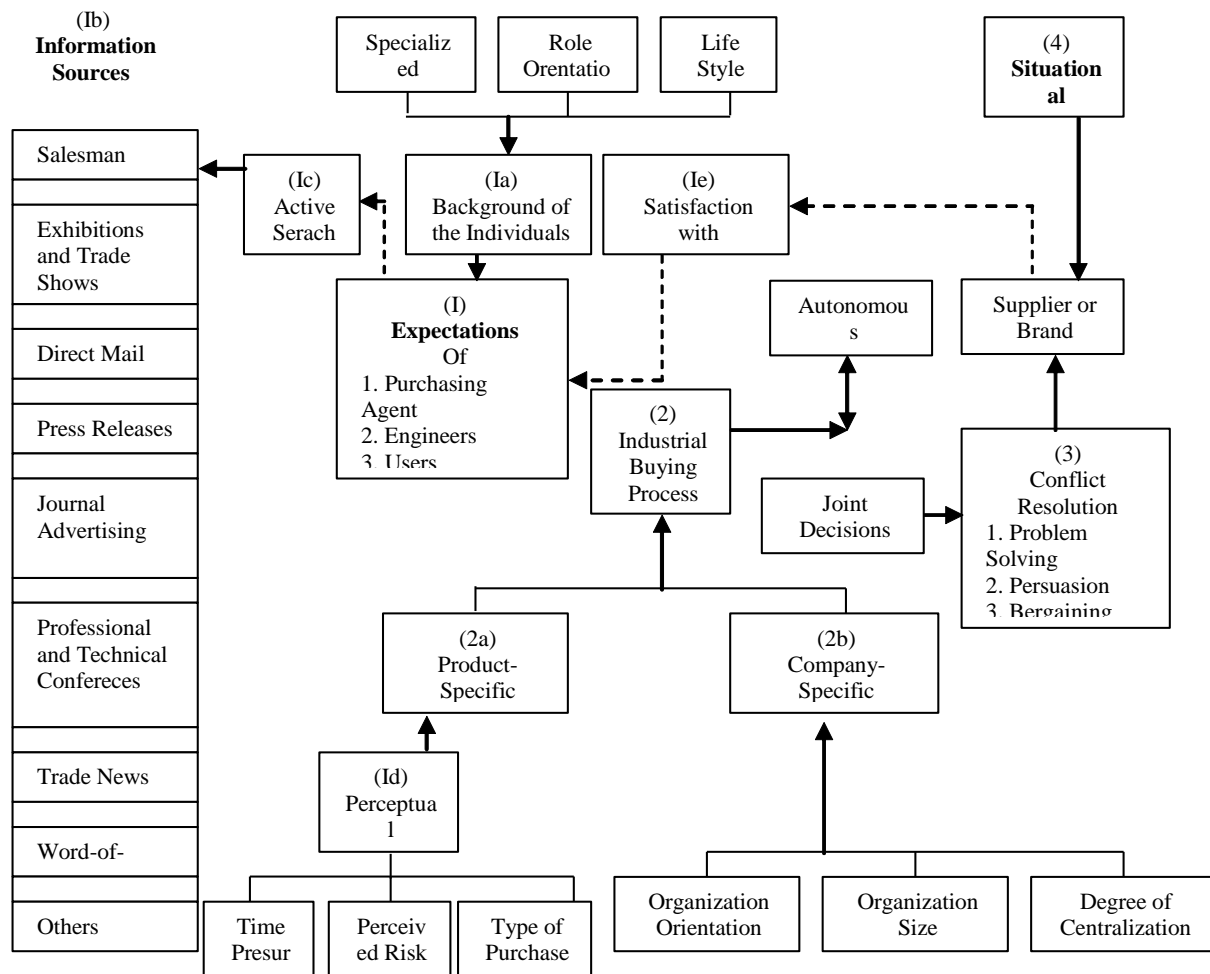 (Ib)
Information
Sources
Specializ
ed
Role
Orentatio
Life
Style
(4)
Situation
al
Salesman
Exhibitions
and Trade
Shows
Direct Mail
Press Releases
Journal
Advertising
Professional
and Technical
Confereces
Trade News
Word-of-
Others
(Ic)
Active
Serach
(Ia)
Background of
the Individuals
(Ie)
Satisfaction
with
(I)
Expectations
Of
1. Purchasing
Agent
2. Engineers
3. Users
Autonomou
s
Supplier or
Brand
(2)
Industrial
Buying
Process
Joint
Decisions
(3)
Conflict
Resolution
1. Problem
Solving
2. Persuasion
3. Bergaining
(2a)
Product-
Specific
(2b)
Company-
Specific
(Id)
Perceptua
l
Time
Presur
Perceiv
ed Risk
Type of
Purchase
Organization
Orientation
Organization
Size
Degree of
Centralization